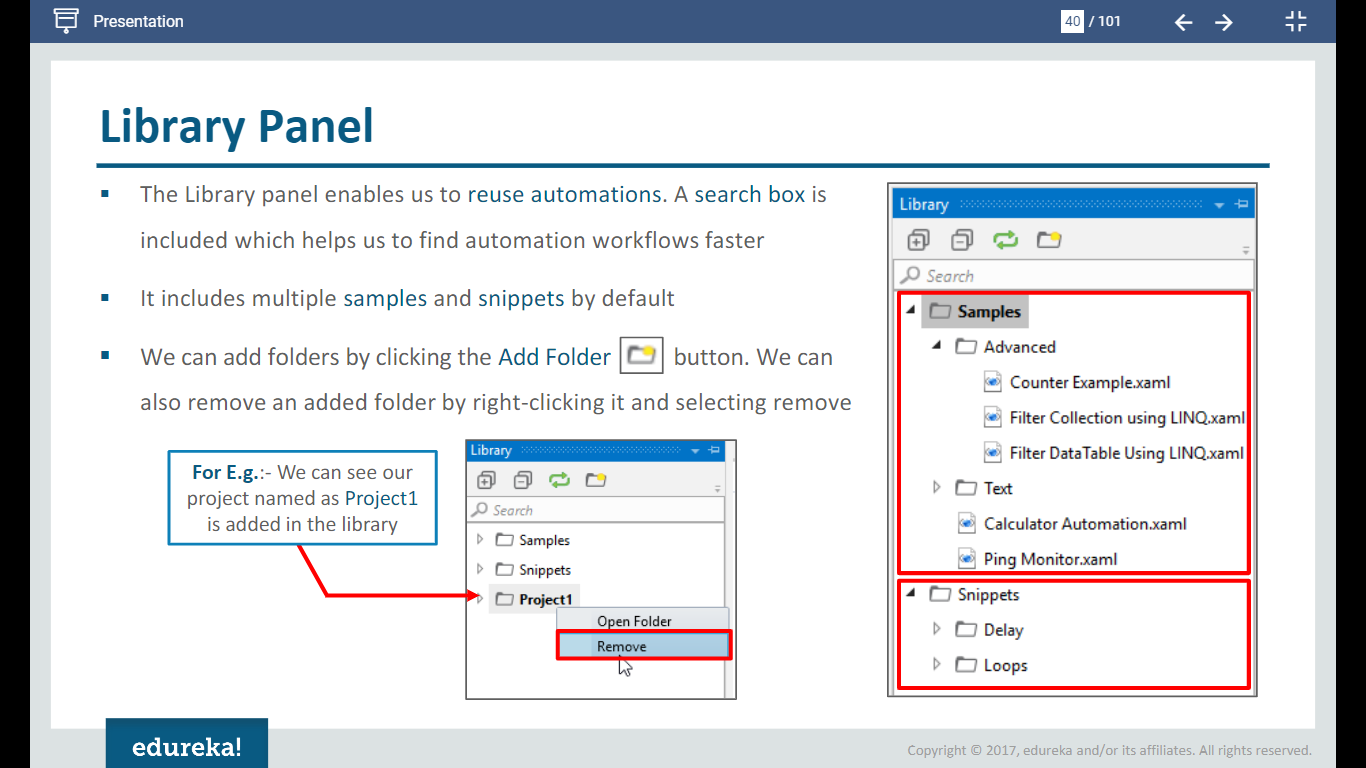 Presentation
40 / 101
Library Panel
The Library panel enables us to reuse automations. A search box is
included which helps us to find automation workflows faster
It includes multiple samples and snippets by default
We can add folders by clicking the Add Folder button. We can
also remove an added folder by right-clicking it and selecting remove
For E.g.:- We can see our
project named as Project1
is added in the library
Library
Search
Samples
Snippets
Project1
Open Folder
Remove
Library
Search
Samples
Advanced
Counter Example.xaml
Filter Collection using LINQ.xaml
Filter DataTable Using LINQ.xaml
Text
Calculator Automation.xaml
Ping Monitor.xaml
Snippets
Delay
Loops
edureka!
Copyright © 2017, edureka and/or its affiliates. All rights reserved.